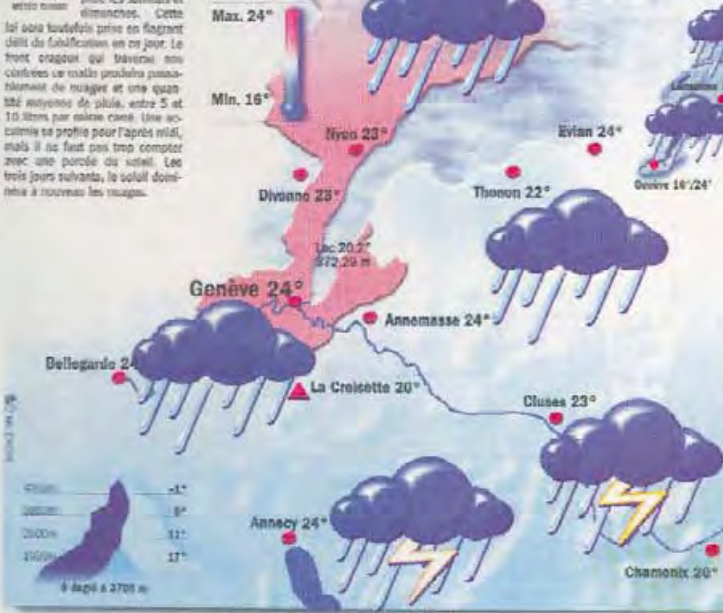 dimanches. Cette
loi sera toutefois prise en flagrant
délit de falsification en ce jour. Le
front orageux qui traverse nos
contrées ce matin produira passa-
blement de nuages et une quan-
tité moyenne de pluie, entre 5 et
10 litres par mètre carré. Une ac-
calmie se profile pour l'après midi,
mais il ne faut pas trop compter
avec une percée du soleil. Les
trois jours suivants, le soleil domi-
nera à nouveau les nuages.
Max. 24°
Min. 16°
Nyon 23°
Divonne 23°
Evian 24°
Thonon 22°
Lausanne
Genève 16°/24°
Lac 20,2°
372,29 m
Genève 24°
Annemasse 24°
Bellegarde 24
La Croisette 20°
Cluses 23°
Annecy 24°
Chamonix 20°
-1°
11°
17°
0 degré à 3705 m